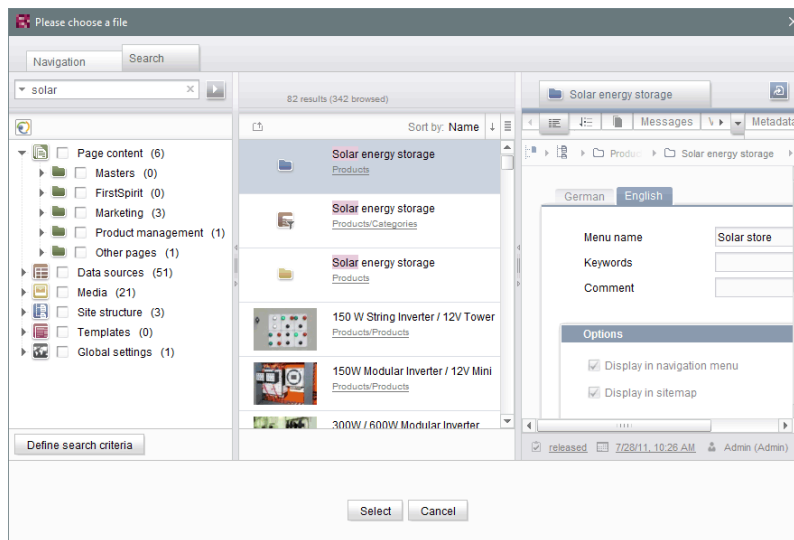 Please choose a file
Navigation
Search
solar
82 results (342 browsed)
Sort by: Name
Page content (6)
Masters (0)
FirstSpirit (0)
Marketing (3)
Product management (1)
Other pages (1)
Data sources (51)
Media (21)
Site structure (3)
Templates (0)
Global settings (1)
Define search criteria
Solar energy storage
Products
Solar energy storage
Products/Categories
Solar energy storage
Products
150 W String Inverter / 12V Tower
Products/Products
150W Modular Inverter / 12V Mini
Products/Products
300W / 600W Modular Inverter
Solar energy storage
Messages
Metadata
Solar energy storage
German
English
Menu name
Solar store
Keywords
Comment
Options
Display in navigation menu
Display in sitemap
released
7/28/11, 10:26 AM
Admin (Admin)
Select
Cancel